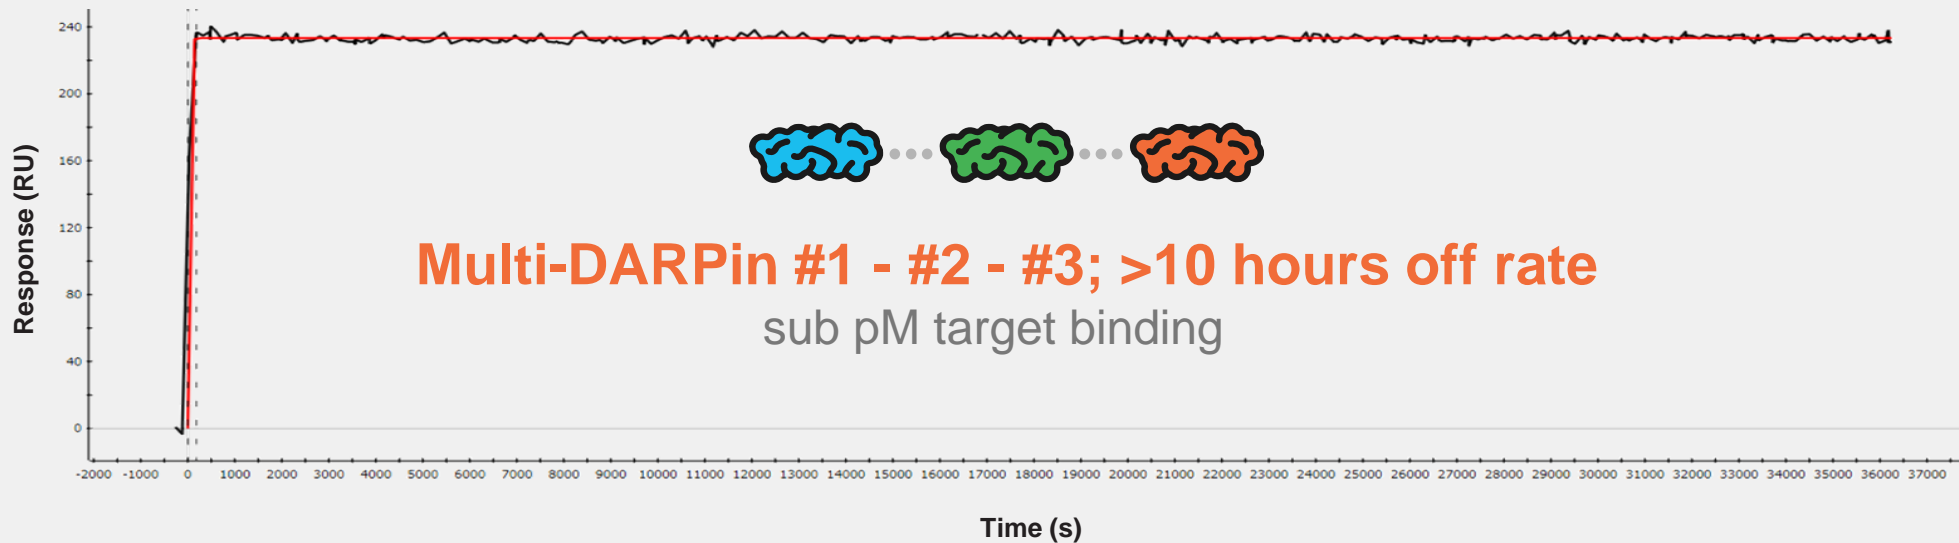 240
200
160
120
80
40
0
Response (RU)
Multi-DARPin #1 - #2 - #3; >10 hours off rate
sub pM target binding
-2000 -1000 0 1000 2000 3000 4000 5000 6000 7000 8000 9000 10000 11000 12000 13000 14000 15000 16000 17000 18000 19000 20000 21000 22000 23000 24000 25000 26000 27000 28000 29000 30000 31000 32000 33000 34000 35000 36000 37000
Time (s)